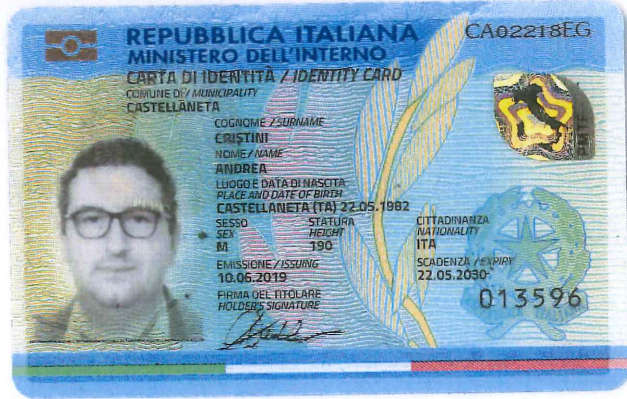 REPUBBLICA ITALIANA
CA02218EG
MINISTERO DELL'INTERNO
CARTA DI IDENTITÀ / IDENTITY CARD
COMUNE DI / MUNICIPALITY
CASTELLANETA
COGNOME / SURNAME
CRISTINI
NOME / NAME
ANDREA
LUOGO E DATA DI NASCITA
PLACE AND DATE OF BIRTH
CASTELLANETA (TA) 22.05.1982
SESSO STATURA CITTADINANZA
SEX HEIGHT NATIONALITY
M 190 ITA
EMISSIONE / ISSUING SCADENZA / EXPIRY
10.06.2019 22.05.2030
FIRMA DEL TITOLARE
HOLDER'S SIGNATURE
013596